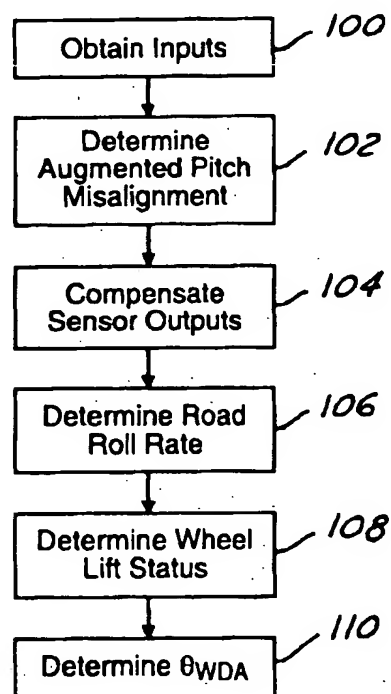 Obtain Inputs
100
Determine
Augmented Pitch
Misalignment
102
Compensate
Sensor Outputs
104
Determine Road
Roll Rate
106
Determine Wheel
Lift Status
108
Determine θWDA
110